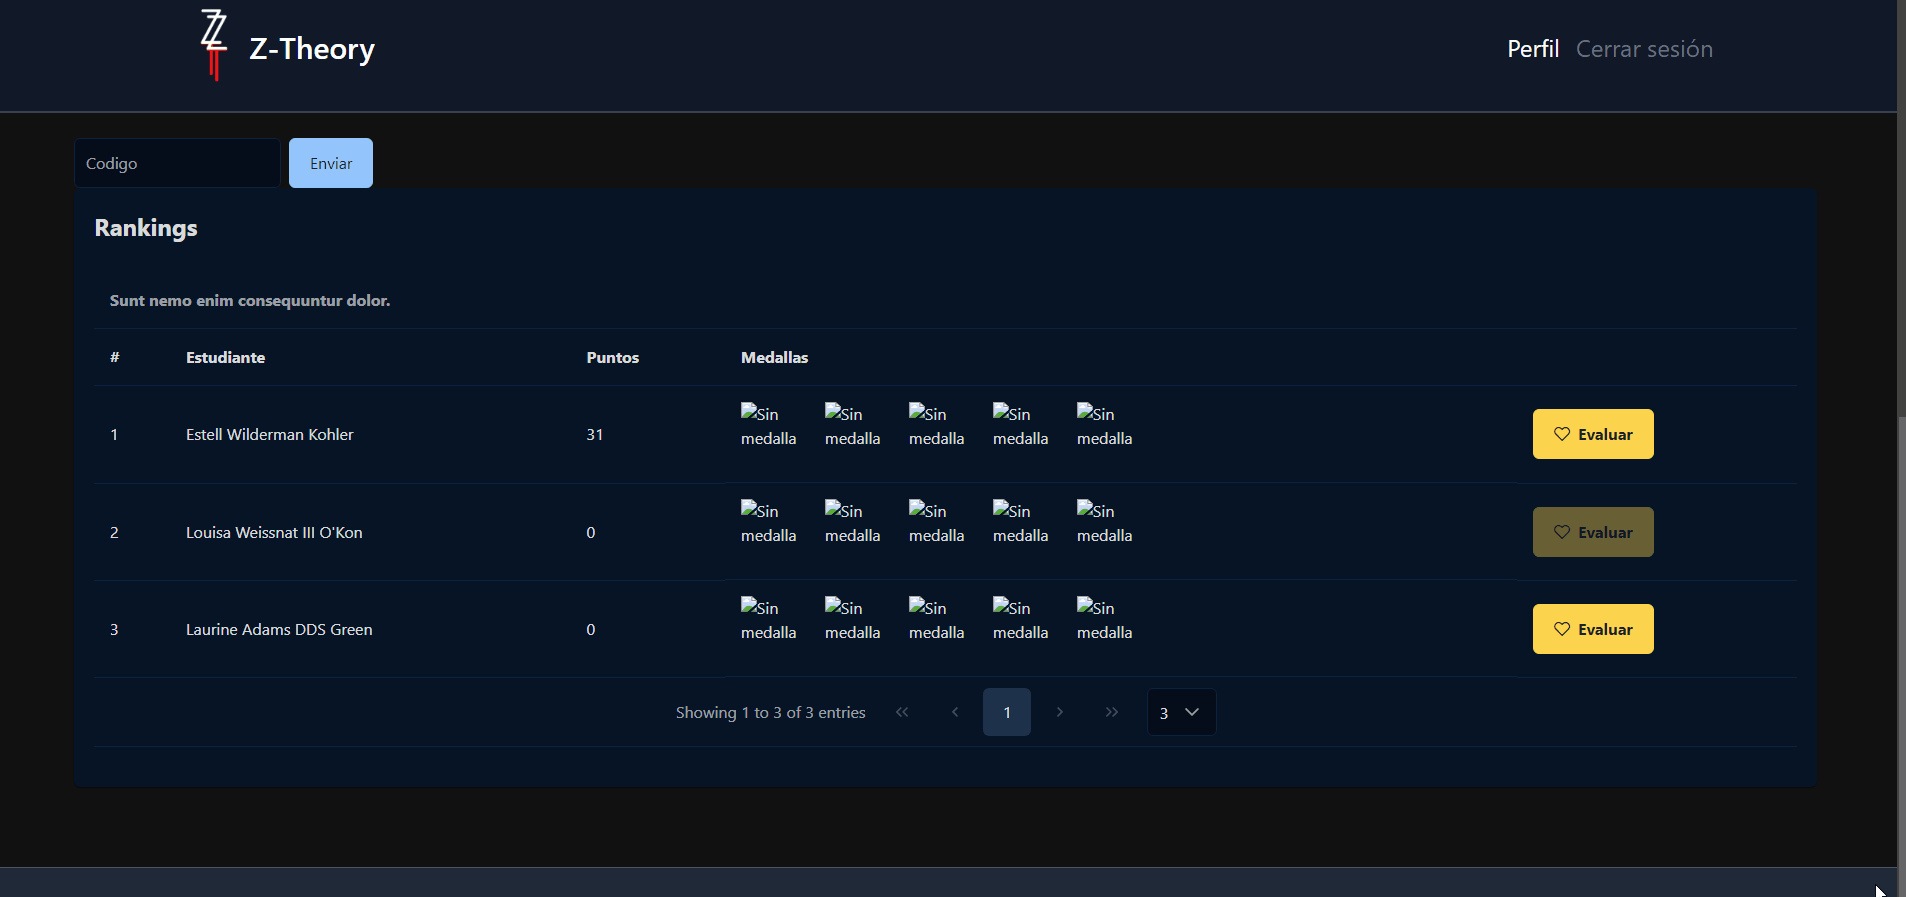 Z-Theory
Perfil Cerrar sesión
Codigo Enviar
Rankings
Sunt nemo enim consequuntur dolor.
# Estudiante Puntos Medallas
1 Estell Wilderman Kohler 31 Sin medalla Sin medalla Sin medalla Sin medalla Sin medalla Evaluar
2 Louisa Weissnat III O'Kon 0 Sin medalla Sin medalla Sin medalla Sin medalla Sin medalla Evaluar
3 Laurine Adams DDS Green 0 Sin medalla Sin medalla Sin medalla Sin medalla Sin medalla Evaluar
Showing 1 to 3 of 3 entries « ‹ 1 › » 3